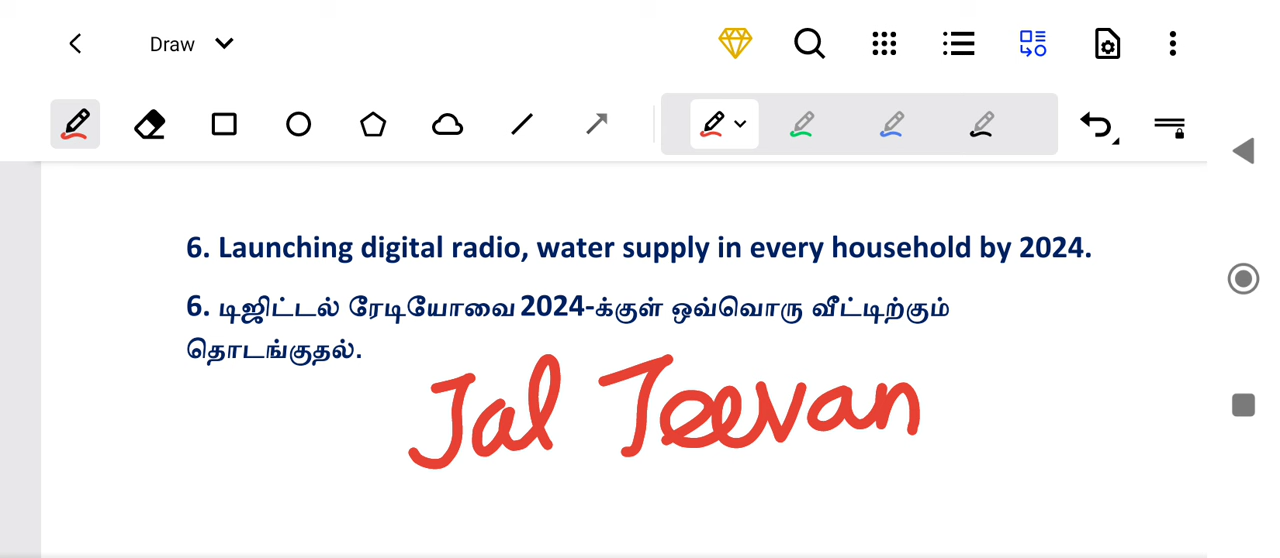 Draw
6. Launching digital radio, water supply in every household by 2024.
6. டிஜிட்டல் ரேடியோவை 2024-க்குள் ஒவ்வொரு வீட்டிற்கும்
தொடங்குதல்.
Jal Jeevan